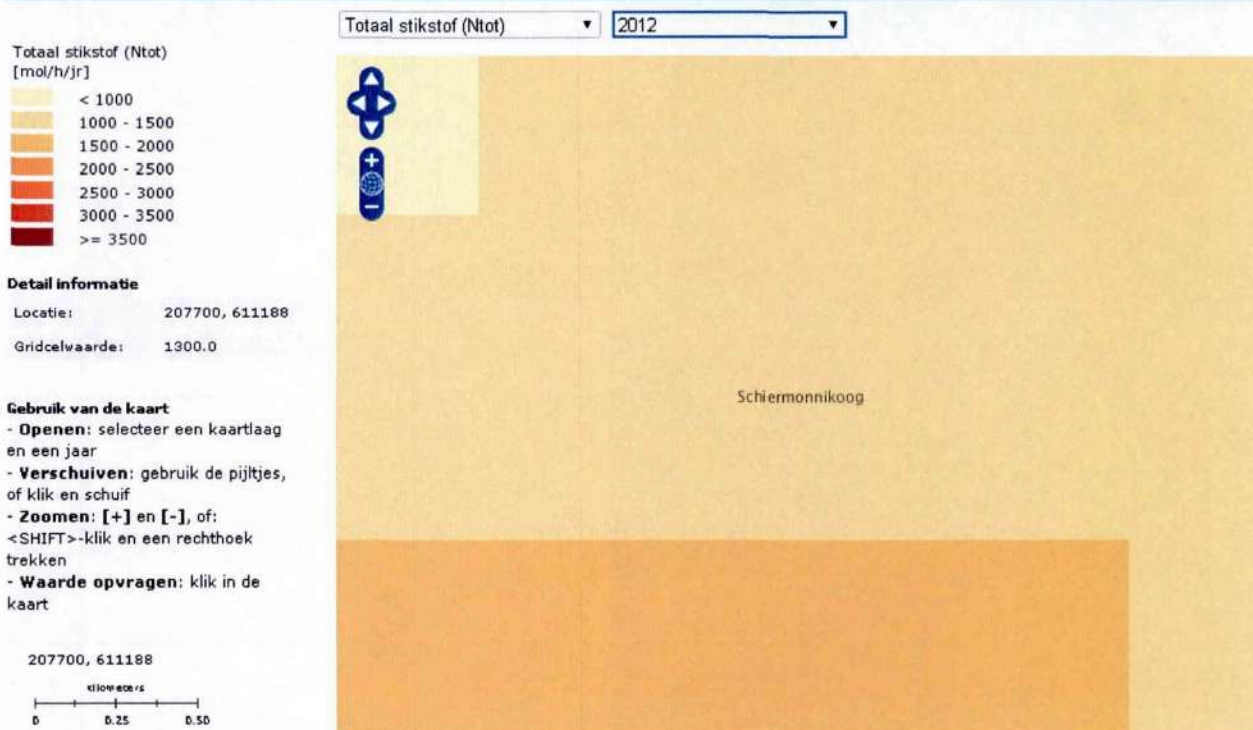 Totaal stikstof (Ntot)
2012
Totaal stikstof (Ntot)
[mol/h/jr]
< 1000
1000 - 1500
1500 - 2000
2000 - 2500
2500 - 3000
3000 - 3500
>= 3500
Detail informatie
Locatie: 207700, 611188
Gridcelwaarde: 1300.0
Gebruik van de kaart
- Openen: selecteer een kaartlaag
en een jaar
- Verschuiven: gebruik de pijltjes,
of klik en schuif
- Zoomen: [+] en [-], of:
<SHIFT>-klik en een rechthoek
trekken
- Waarde opvragen: klik in de
kaart
207700, 611188
kilometers
0 0.25 0.50
Schiermonnikoog